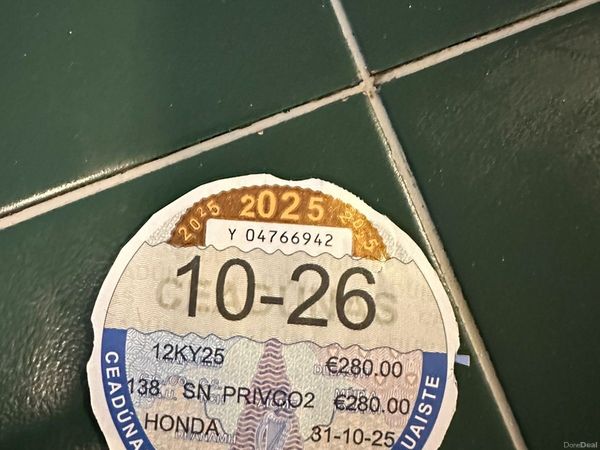 2025 2025 2025
Y 04766942
10-26
CEADÚNAS
12KY25 €280.00
138 SN PRIVCO2 €280.00
HONDA 31-10-25
CEADÚNA
UAISTE
DoneDeal